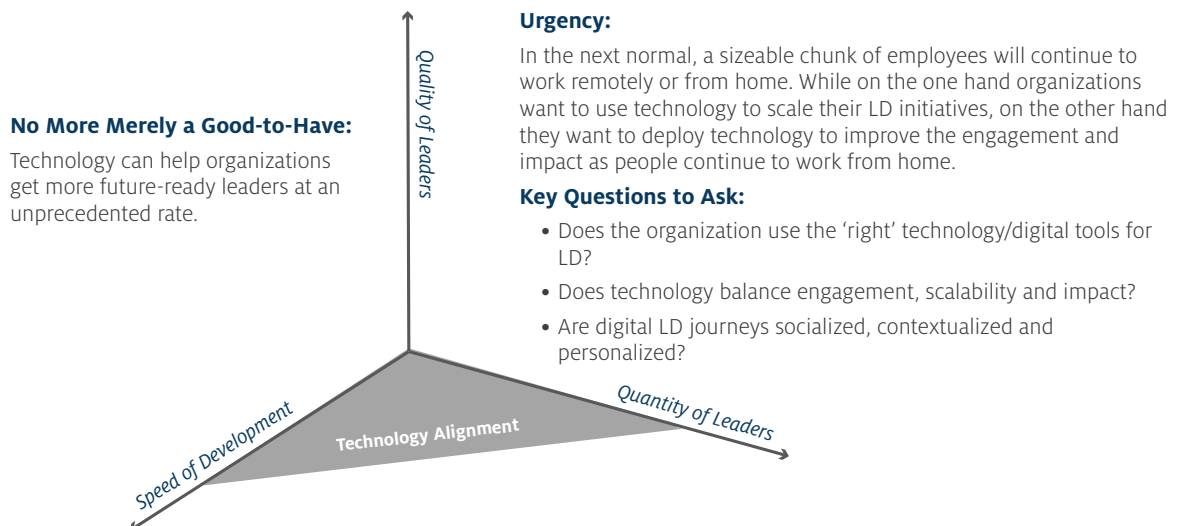 No More Merely a Good-to-Have:
Technology can help organizations
get more future-ready leaders at an
unprecedented rate.
Quality of Leaders
Urgency:
In the next normal, a sizeable chunk of employees will continue to
work remotely or from home. While on the one hand organizations
want to use technology to scale their LD initiatives, on the other hand
they want to deploy technology to improve the engagement and
impact as people continue to work from home.
Key Questions to Ask:
• Does the organization use the ‘right’ technology/digital tools for
LD?
• Does technology balance engagement, scalability and impact?
• Are digital LD journeys socialized, contextualized and
personalized?
Quantity of Leaders
Technology Alignment
Speed of Development